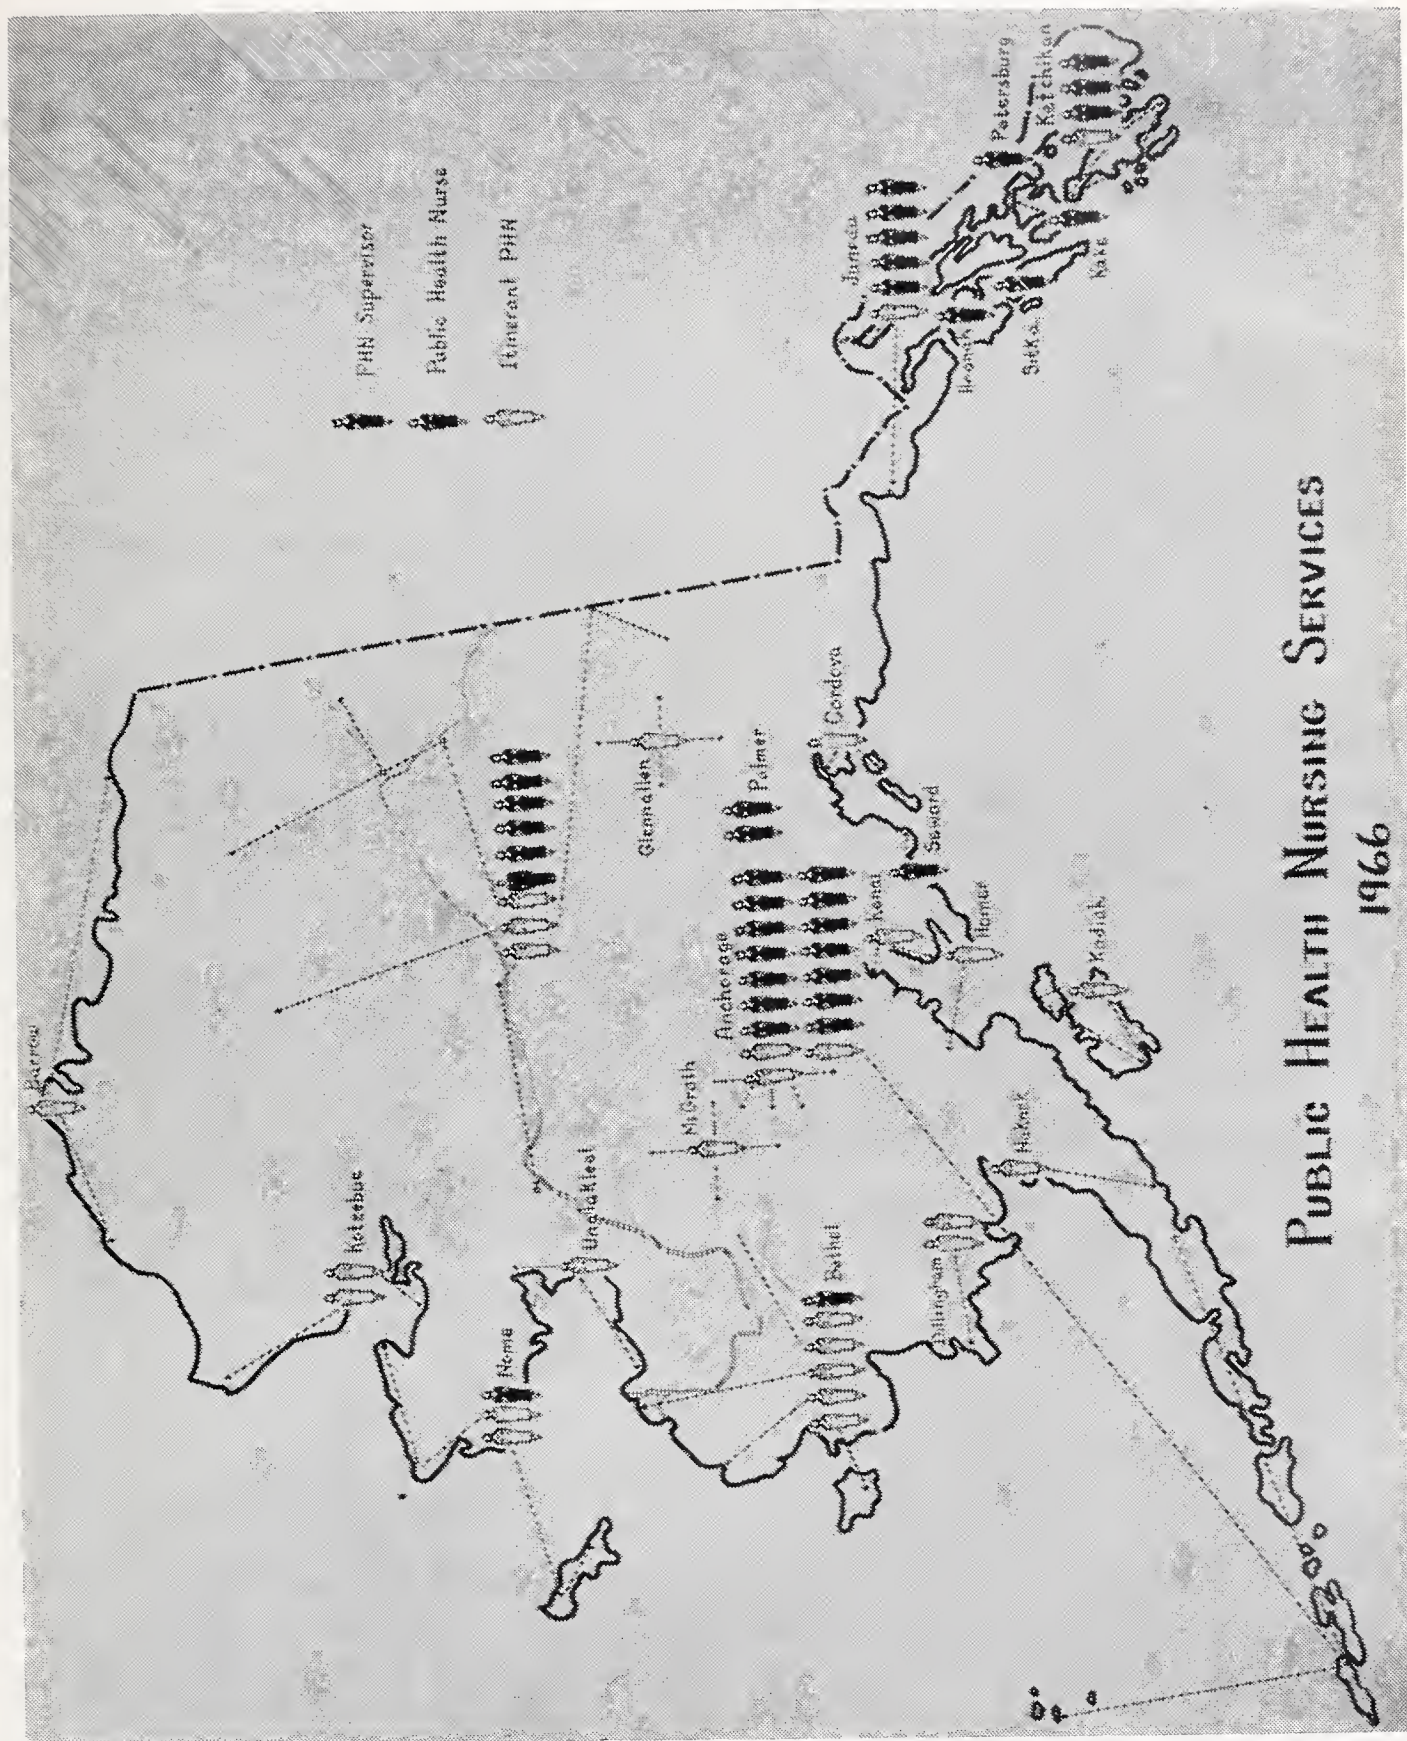 PHN Supervisor
Public Health Nurse
Itinerant PHN
Barrow
Kotzebue
Nome
Unalakleet
McGrath
Bethel
Dillingham
Naknek
Anchorage
Palmer
Glennallen
Kenai
Homer
Seward
Kodiak
Cordova
Juneau
Hoonah
Sitka
Kake
Petersburg
Ketchikan
PUBLIC HEALTH NURSING SERVICES
1966